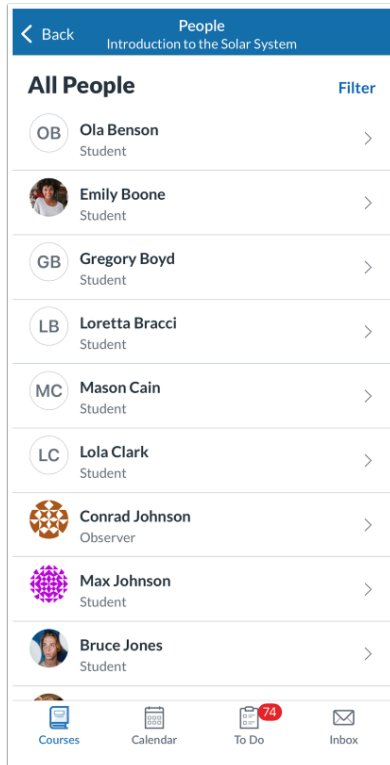 Back
People
Introduction to the Solar System
All People
Filter
OB
Ola Benson
Student
Emily Boone
Student
GB
Gregory Boyd
Student
LB
Loretta Bracci
Student
MC
Mason Cain
Student
LC
Lola Clark
Student
Conrad Johnson
Observer
Max Johnson
Student
Bruce Jones
Student
74
Courses
Calendar
To Do
Inbox